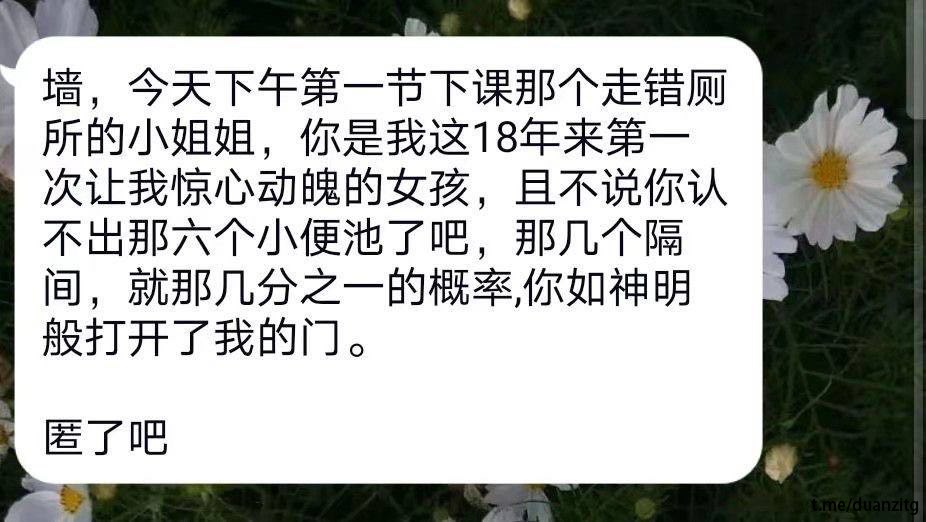 墙，今天下午第一节下课那个走错厕
所的小姐姐，你是我这18年来第一
次让我惊心动魄的女孩，且不说你认
不出那六个小便池了吧，那几个隔
间，就那几分之一的概率,你如神明
般打开了我的门。
匿了吧
t.me/duanzitg